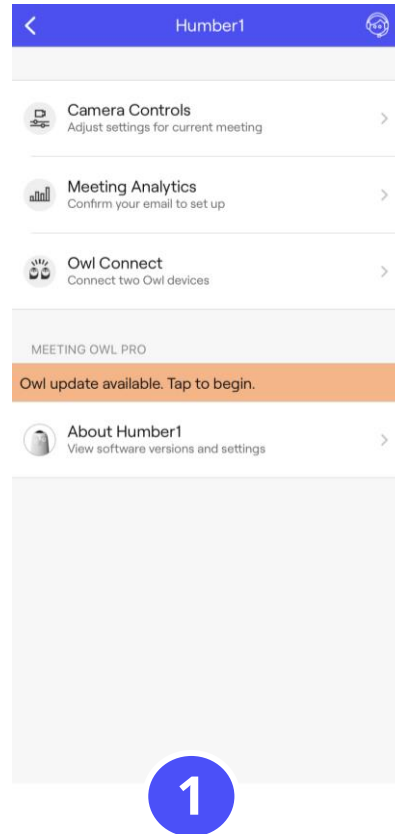 Humber1
Camera Controls
Adjust settings for current meeting
Meeting Analytics
Confirm your email to set up
Owl Connect
Connect two Owl devices
MEETING OWL PRO
Owl update available. Tap to begin.
About Humber1
View software versions and settings
1